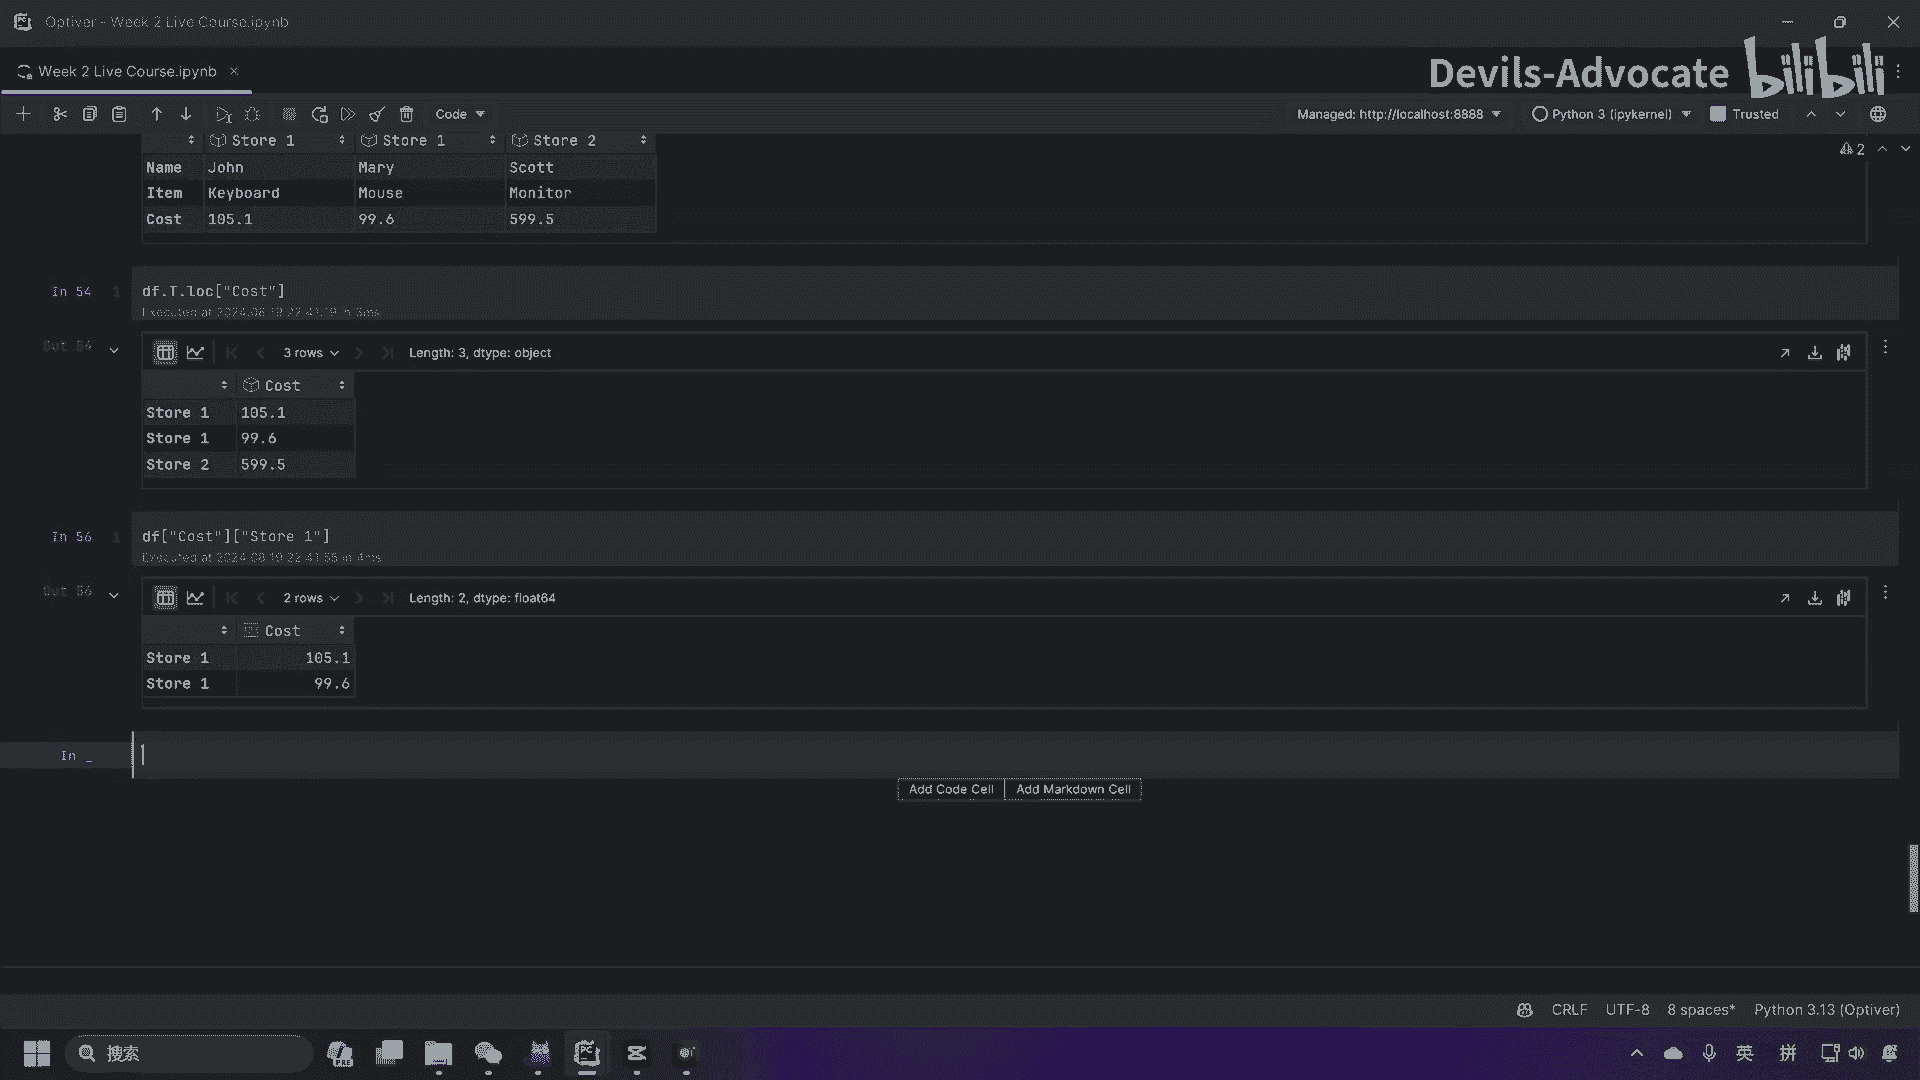 Optiver - Week 2 Live Course.ipynb
Week 2 Live Course.ipynb
Devils-Advocate bilibili
Code
Managed: http://localhost:8888
Python 3 (ipykernel)
Trusted
Store 1 Store 1 Store 2
2
Name John Mary Scott
Item Keyboard Mouse Monitor
Cost 105.1 99.6 599.5
In 54 1 df.T.loc["Cost"]
Executed at 2024.08.19 22:41:19 in 3ms
Out 54 3 rows Length: 3, dtype: object
Cost
Store 1 105.1
Store 1 99.6
Store 2 599.5
In 56 1 df["Cost"]["Store 1"]
Executed at 2024.08.19 22:41:55 in 4ms
Out 56 2 rows Length: 2, dtype: float64
Cost
Store 1 105.1
Store 1 99.6
In _
Add Code Cell Add Markdown Cell
CRLF UTF-8 8 spaces* Python 3.13 (Optiver)
搜索
PRE
英 拼